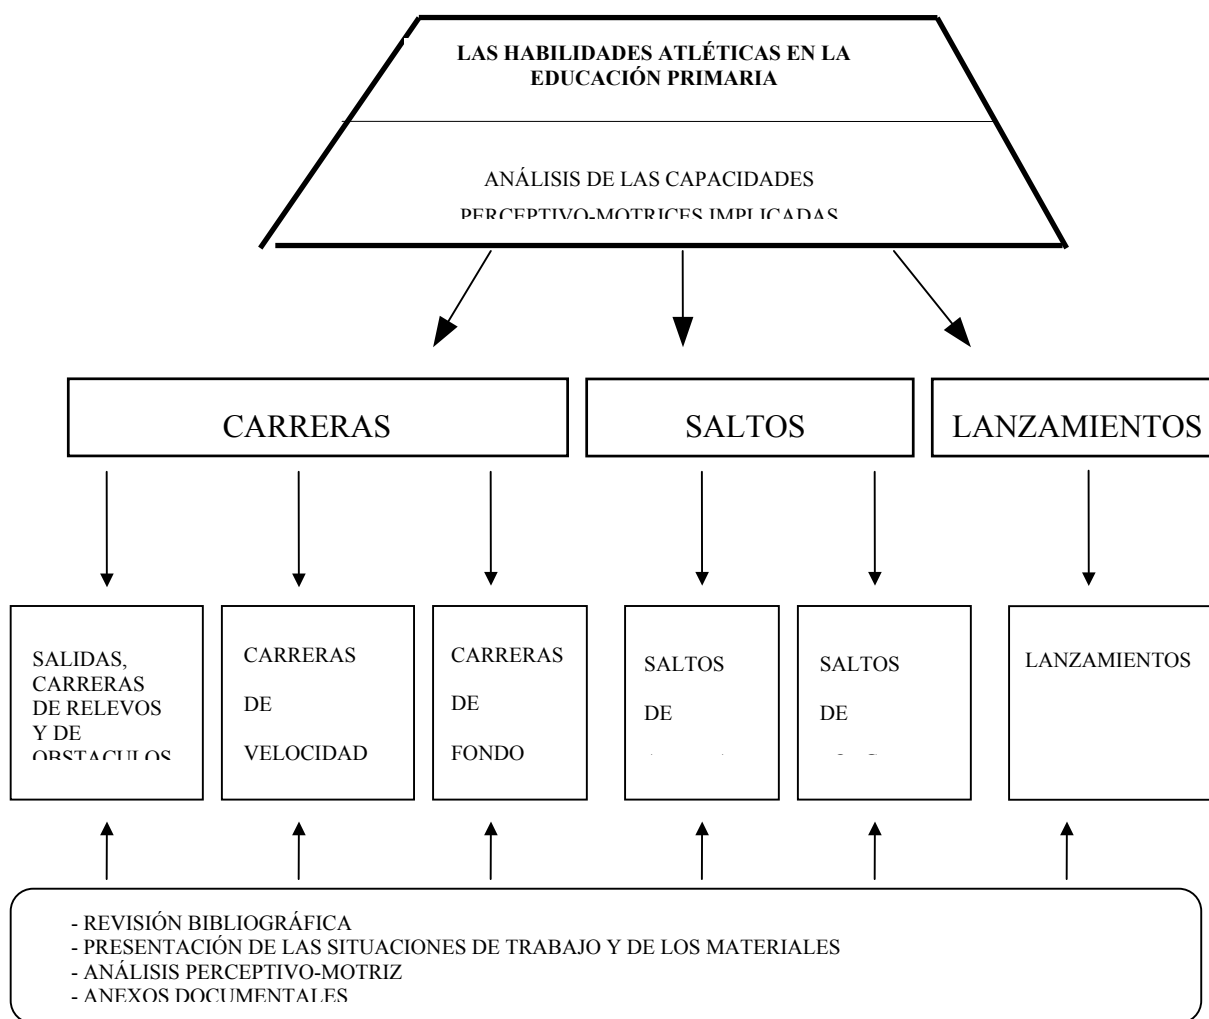 LAS HABILIDADES ATLÉTICAS EN LA
EDUCACIÓN PRIMARIA
ANÁLISIS DE LAS CAPACIDADES
PERCEPTIVO-MOTRICES IMPLICADAS
CARRERAS
SALTOS
LANZAMIENTOS
SALIDAS,
CARRERAS
DE RELEVOS
Y DE
OBSTACULOS
CARRERAS
DE
VELOCIDAD
CARRERAS
DE
FONDO
SALTOS
DE
SALTOS
DE
LANZAMIENTOS
- REVISIÓN BIBLIOGRÁFICA
- PRESENTACIÓN DE LAS SITUACIONES DE TRABAJO Y DE LOS MATERIALES
- ANÁLISIS PERCEPTIVO-MOTRIZ
- ANEXOS DOCUMENTALES